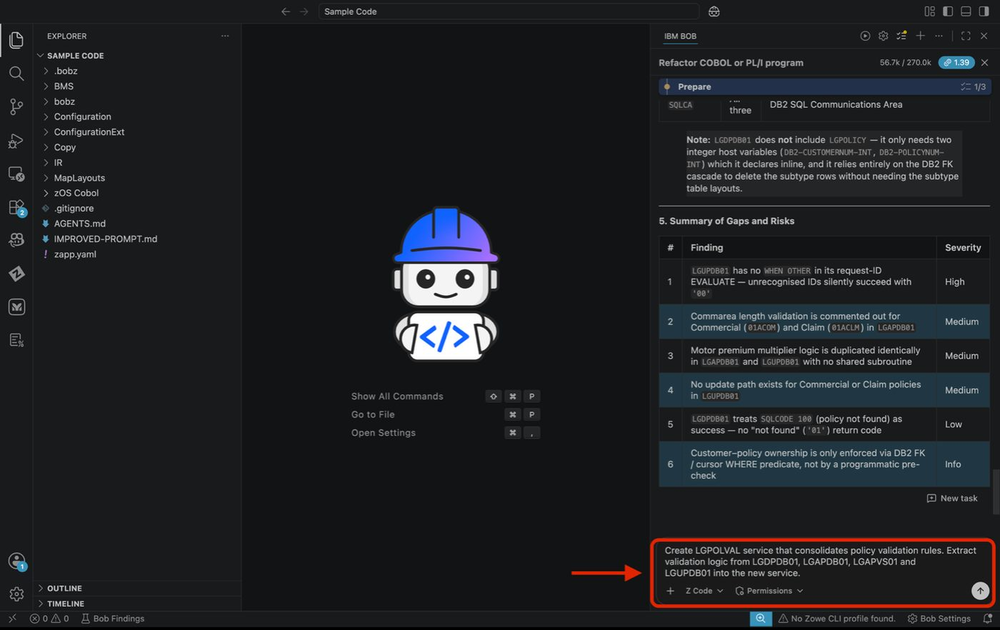 Sample Code
EXPLORER
SAMPLE CODE
.bobz
BMS
bobz
Configuration
ConfigurationExt
Copy
IR
MapLayouts
zOS Cobol
.gitignore
AGENTS.md
IMPROVED-PROMPT.md
! zapp.yaml
2
1
OUTLINE
TIMELINE
</>
Show All Commands ⌘ P
Go to File ⌘ P
Open Settings ⌘ ,
IBM BOB
Refactor COBOL or PL/I program 56.7k / 270.0k 1.39
Prepare 1/3
SQLCA three DB2 SQL Communications Area
Note: LGDPDB01 does not include LGPOLICY — it only needs two
integer host variables (DB2-CUSTOMERNUM-INT, DB2-POLICYNUM-
INT) which it declares inline, and it relies entirely on the DB2 FK
cascade to delete the subtype rows without needing the subtype
table layouts.
5. Summary of Gaps and Risks
# Finding Severity
1 LGUPDB01 has no WHEN OTHER in its request-ID
EVALUATE — unrecognised IDs silently succeed with
'00' High
2 Commarea length validation is commented out for
Commercial (01ACOM) and Claim (01ACLM) in LGAPDB01 Medium
3 Motor premium multiplier logic is duplicated identically
in LGAPDB01 and LGUPDB01 with no shared subroutine Medium
4 No update path exists for Commercial or Claim policies
in LGUPDB01 Medium
5 LGDPDB01 treats SQLCODE 100 (policy not found) as
success — no "not found" ('01') return code Low
6 Customer–policy ownership is only enforced via DB2 FK
/ cursor WHERE predicate, not by a programmatic pre-
check Info
New task
Create LGPOLVAL service that consolidates policy validation rules. Extract
validation logic from LGDPDB01, LGAPDB01, LGAPVS01 and
LGUPDB01 into the new service.
Z Code Permissions
0 0 Bob Findings No Zowe CLI profile found. Bob Settings